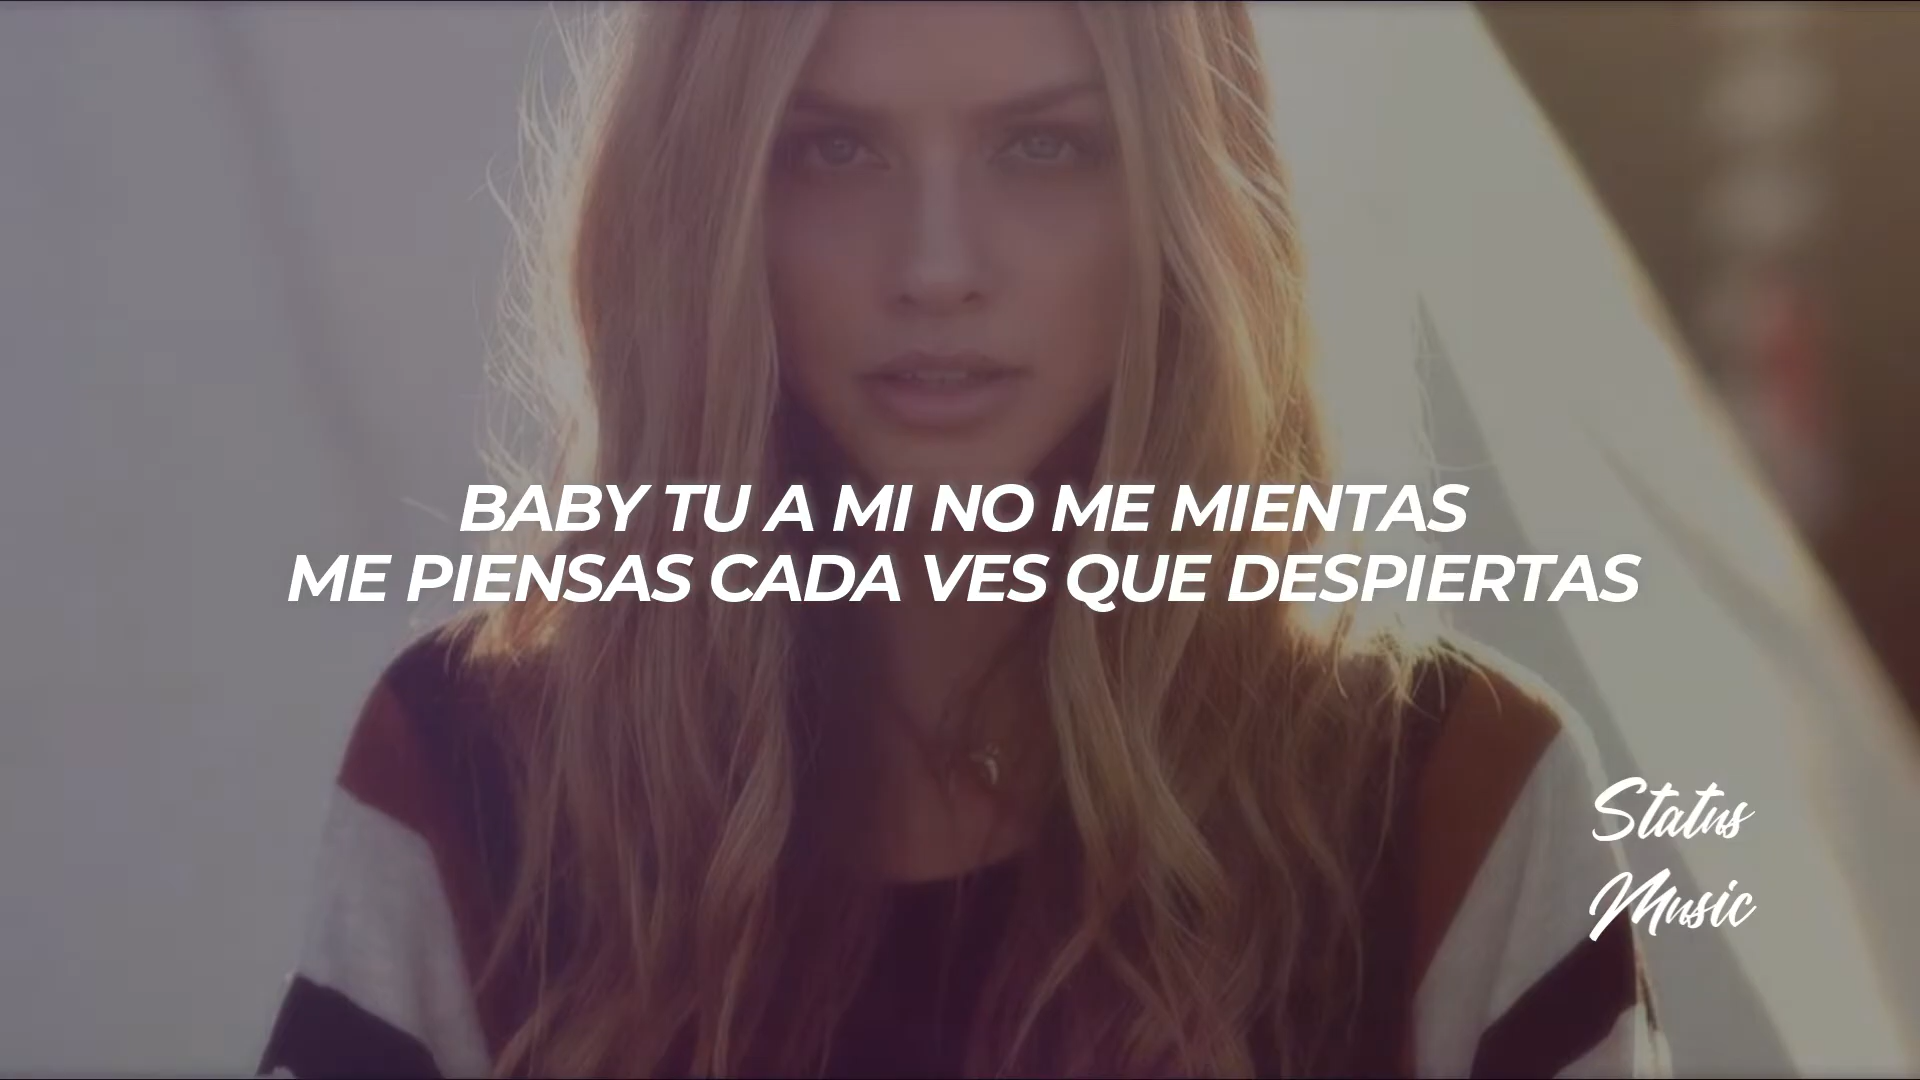 BABY TU A MI NO ME MIENTAS
ME PIENSAS CADA VES QUE DESPIERTAS
Status
Music